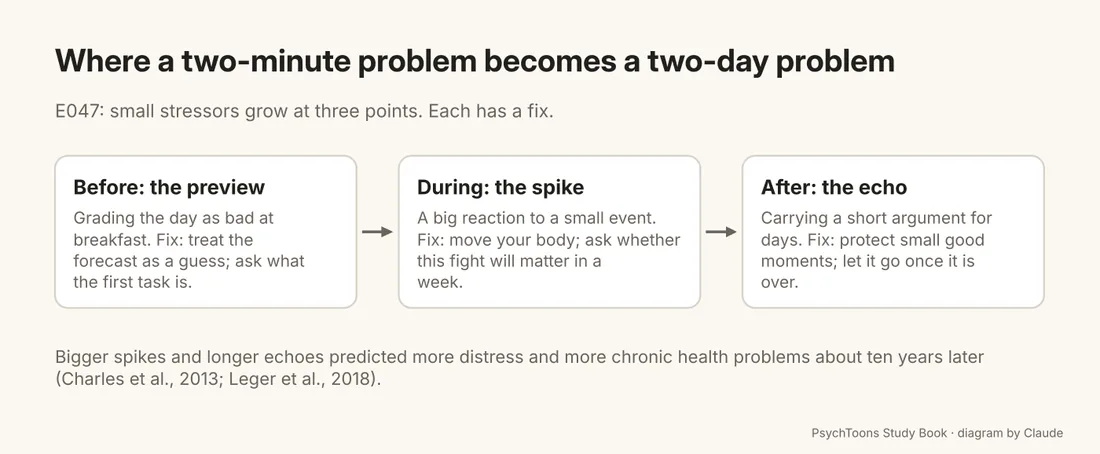 Where a two-minute problem becomes a two-day problem
E047: small stressors grow at three points. Each has a fix.
Before: the preview
Grading the day as bad at
breakfast. Fix: treat the
forecast as a guess; ask what
the first task is.
During: the spike
A big reaction to a small event.
Fix: move your body; ask whether
this fight will matter in a
week.
After: the echo
Carrying a short argument for
days. Fix: protect small good
moments; let it go once it is
over.
Bigger spikes and longer echoes predicted more distress and more chronic health problems about ten years later
(Charles et al., 2013; Leger et al., 2018).
PsychToons Study Book · diagram by Claude